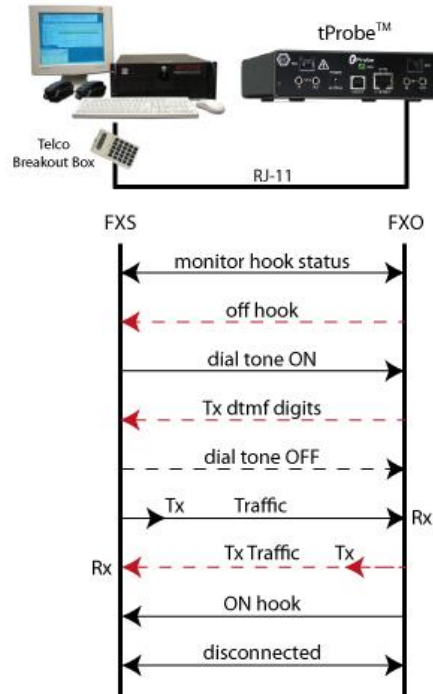 tProbe™
Telco
Breakout Box
RJ-11
FXS
FXO
monitor hook status
off hook
dial tone ON
Tx dtmf digits
dial tone OFF
Tx Traffic
Rx
Tx Traffic Tx
Rx
ON hook
disconnected